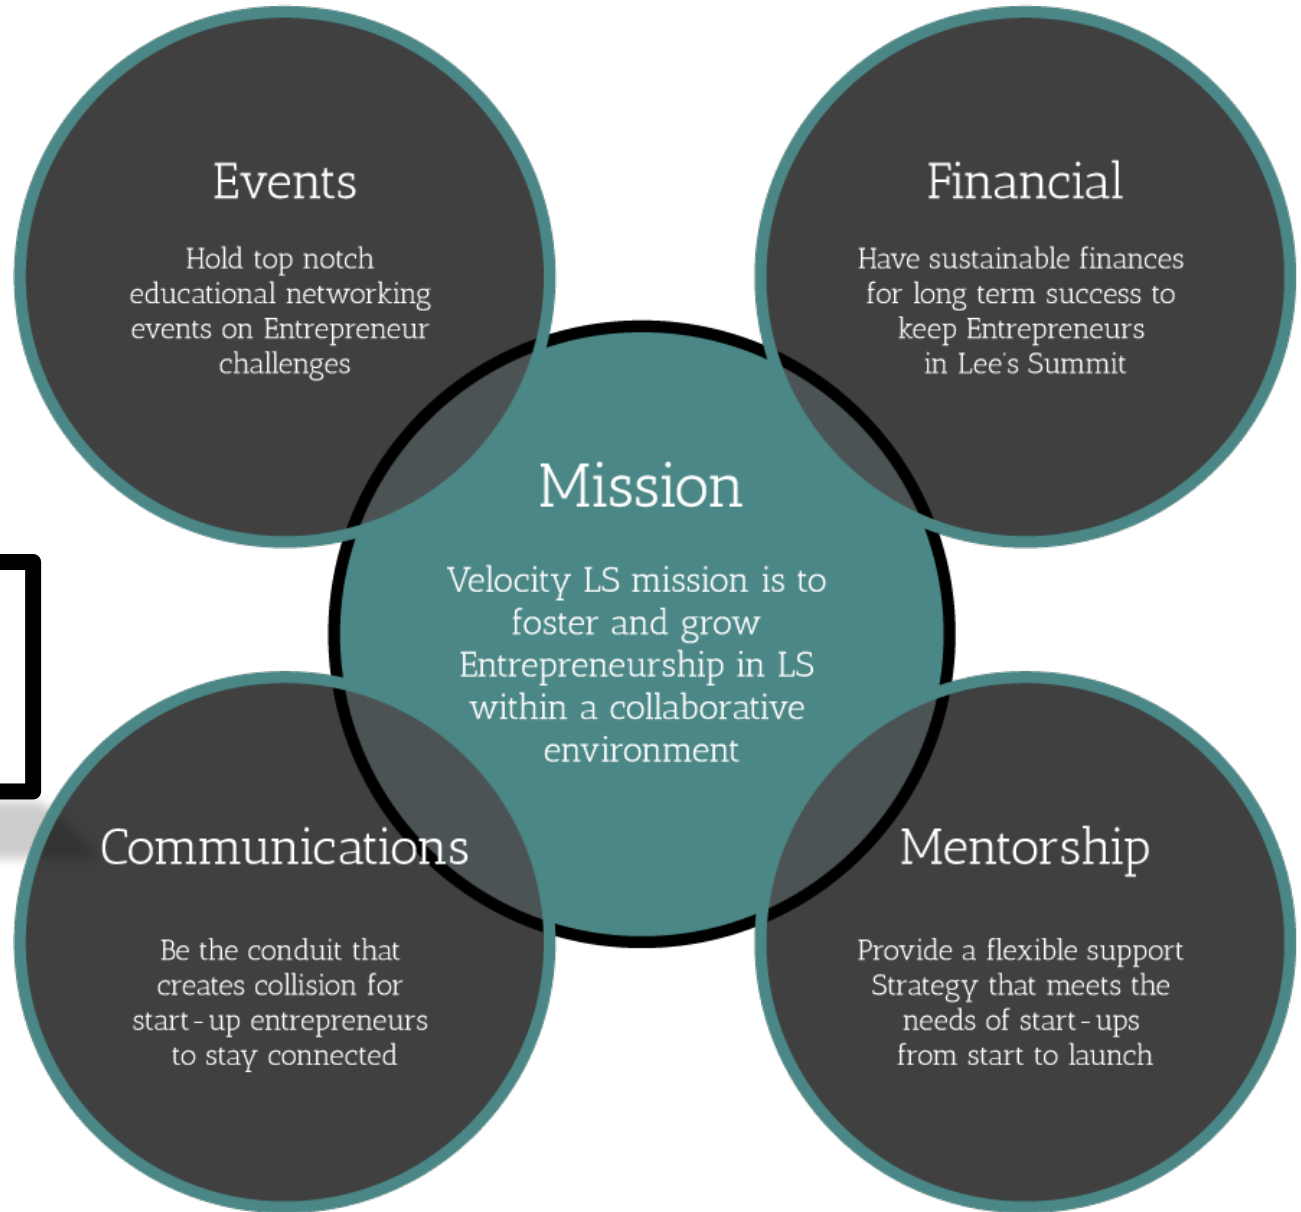 Events
Hold top notch
educational networking
events on Entrepreneur
challenges
Financial
Have sustainable finances
for long term success to
keep Entrepreneurs
in Lee's Summit
Mission
Velocity LS mission is to
foster and grow
Entrepreneurship in LS
within a collaborative
environment
Communications
Be the conduit that
creates collision for
start-up entrepreneurs
to stay connected
Mentorship
Provide a flexible support
Strategy that meets the
needs of start-ups
from start to launch